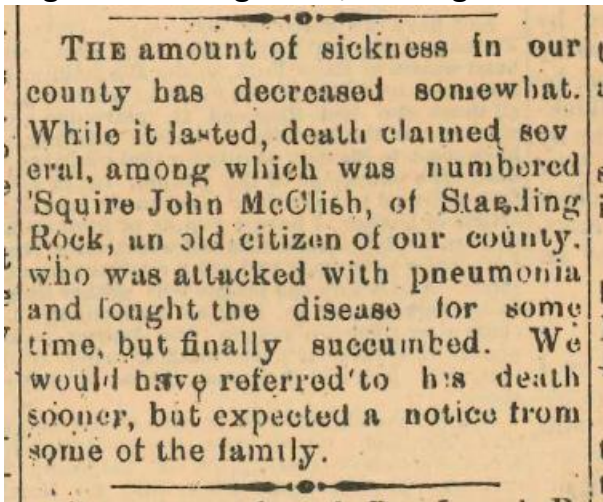 THE amount of sickness in our
county has decreased somewhat.
While it lasted, death claimed sev
eral, among which was numbered
'Squire John McClish, of Standing
Rock, an old citizen of our county.
who was attacked with pneumonia
and fought the disease for some
time, but finally succumbed. We
would have referred to his death
sooner, but expected a notice from
some of the family.